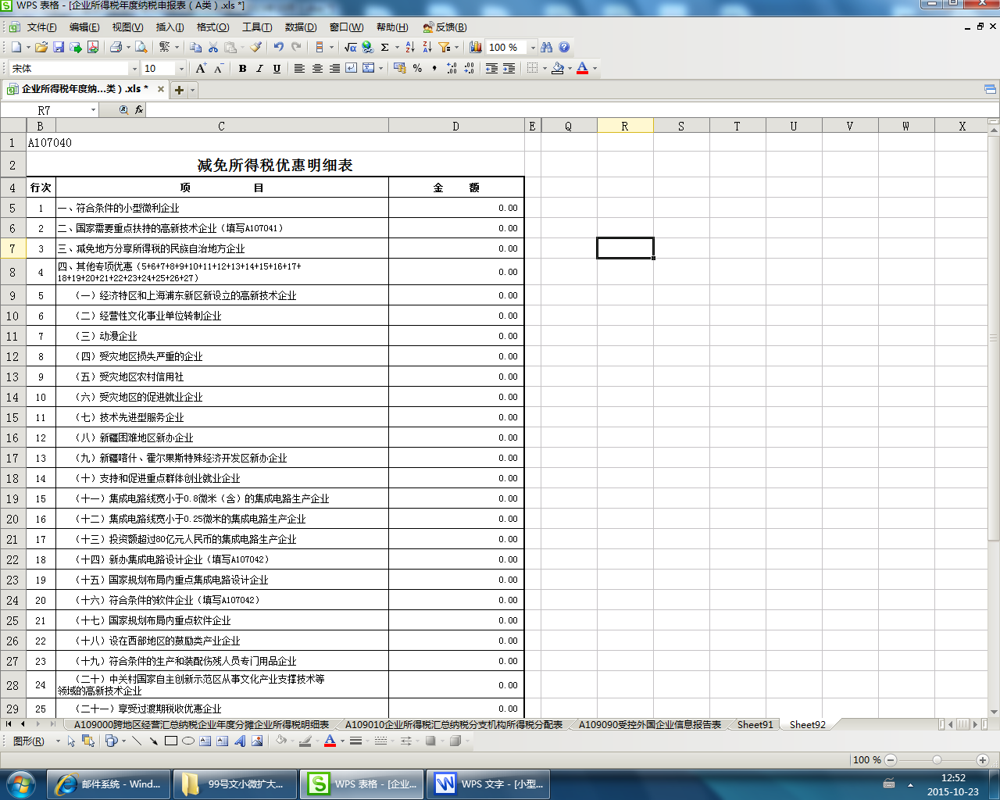 WPS 表格 - [企业所得税年度纳税申报表（A类）.xls *]
文件(F) 编辑(E) 视图(V) 插入(I) 格式(O) 工具(T) 数据(D) 窗口(W) 帮助(H) 反馈(B)
繁 100 %
宋体 10 B I U
企业所得税年度纳...类）.xls *
R7 fx
B C D E Q R S T U V W X
1 A107040
2 减免所得税优惠明细表
4 行次 项 目 金 额
5 1 一、符合条件的小型微利企业 0.00
6 2 二、国家需要重点扶持的高新技术企业（填写A107041） 0.00
7 3 三、减免地方分享所得税的民族自治地方企业 0.00
8 4 四、其他专项优惠（5+6+7+8+9+10+11+12+13+14+15+16+17+
18+19+20+21+22+23+24+25+26+27） 0.00
9 5 （一）经济特区和上海浦东新区新设立的高新技术企业 0.00
10 6 （二）经营性文化事业单位转制企业 0.00
11 7 （三）动漫企业 0.00
12 8 （四）受灾地区损失严重的企业 0.00
13 9 （五）受灾地区农村信用社 0.00
14 10 （六）受灾地区的促进就业企业 0.00
15 11 （七）技术先进型服务企业 0.00
16 12 （八）新疆困难地区新办企业 0.00
17 13 （九）新疆喀什、霍尔果斯特殊经济开发区新办企业 0.00
18 14 （十）支持和促进重点群体创业就业企业 0.00
19 15 （十一）集成电路线宽小于0.8微米（含）的集成电路生产企业 0.00
20 16 （十二）集成电路线宽小于0.25微米的集成电路生产企业 0.00
21 17 （十三）投资额超过80亿元人民币的集成电路生产企业 0.00
22 18 （十四）新办集成电路设计企业（填写A107042） 0.00
23 19 （十五）国家规划布局内重点集成电路设计企业 0.00
24 20 （十六）符合条件的软件企业（填写A107042） 0.00
25 21 （十七）国家规划布局内重点软件企业 0.00
26 22 （十八）设在西部地区的鼓励类产业企业 0.00
27 23 （十九）符合条件的生产和装配伤残人员专门用品企业 0.00
28 24 （二十）中关村国家自主创新示范区从事文化产业支撑技术等
领域的高新技术企业 0.00
29 25 （二十一）享受过渡期税收优惠企业 0.00
A109000跨地区经营汇总纳税企业年度分摊企业所得税明细表 A109010企业所得税汇总纳税分支机构所得税分配表 A109090受控外国企业信息报告表 Sheet91 Sheet92
图形(R)
100 %
邮件系统 - Wind... 99号文小微扩大... WPS 表格 - [企业... WPS 文字 - [小型... 12:52
2015-10-23